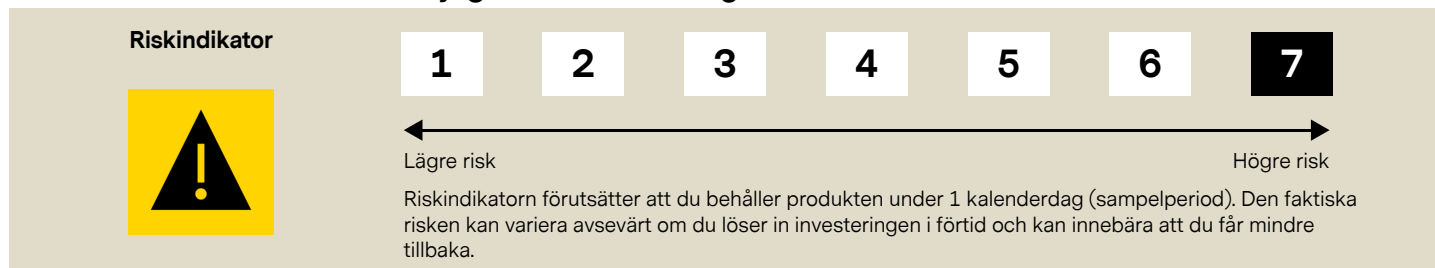 Riskindikator
1 2 3 4 5 6 7
Lägre risk Högre risk
Riskindikatorn förutsätter att du behåller produkten under 1 kalenderdag (sampelperiod). Den faktiska
risken kan variera avsevärt om du löser in investeringen i förtid och kan innebära att du får mindre
tillbaka.